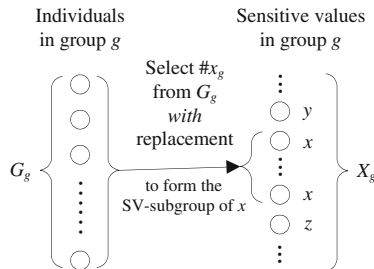 Individuals
in group g
Sensitive values
in group g
Select #x_g
from G_g
with
replacement
to form the
SV-subgroup of x
G_g
y
x
x
z
X_g